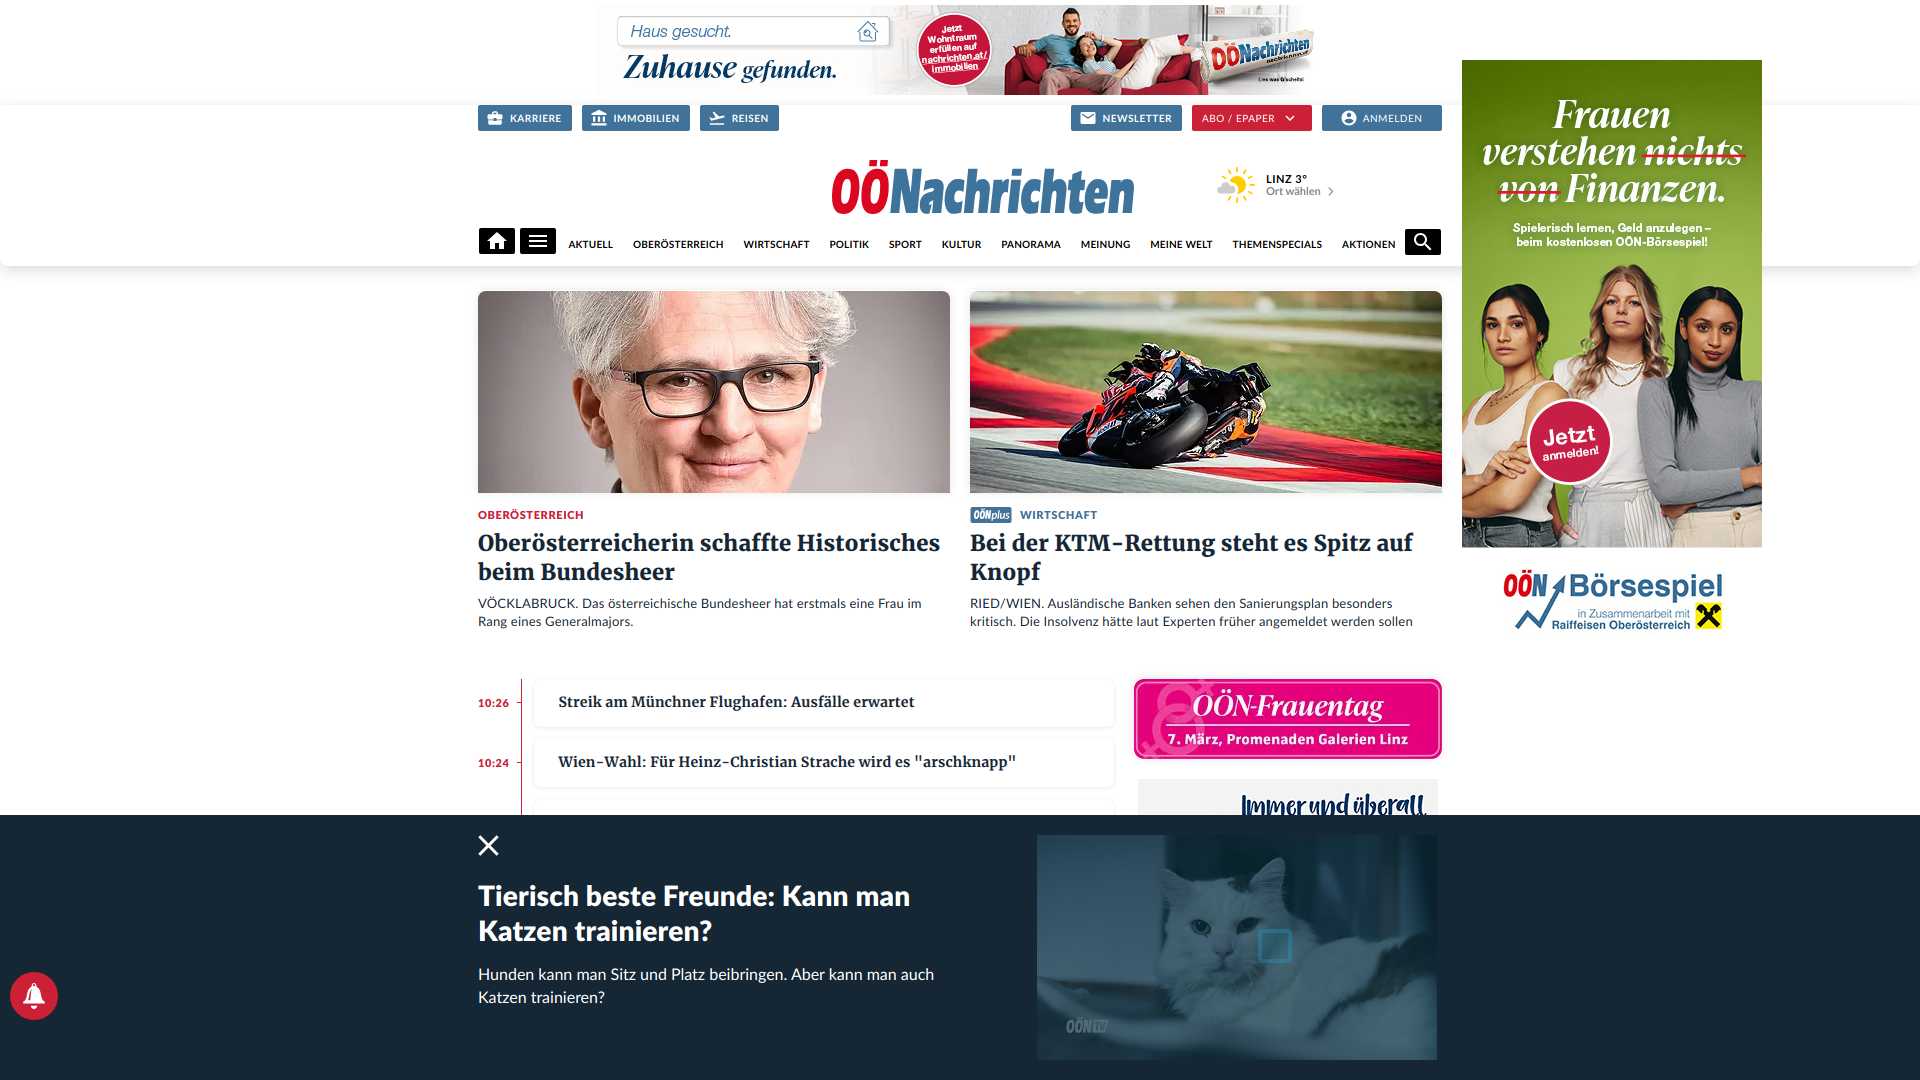 Haus gesucht.
Zuhause gefunden.
Jetzt
Wohntraum
erfüllen auf
nachrichten.at/
immobilien
OÖNachrichten
Lies was G'scheits!
KARRIERE
IMMOBILIEN
REISEN
NEWSLETTER
ABO / EPAPER
ANMELDEN
OÖNachrichten
LINZ 3°
Ort wählen
AKTUELL
OBERÖSTERREICH
WIRTSCHAFT
POLITIK
SPORT
KULTUR
PANORAMA
MEINUNG
MEINE WELT
THEMENSPECIALS
AKTIONEN
Frauen
verstehen nichts
von Finanzen.
Spielerisch lernen, Geld anzulegen –
beim kostenlosen OÖN-Börsespiel!
Jetzt
anmelden!
OÖN Börsespiel
in Zusammenarbeit mit
Raiffeisen Oberösterreich
OBERÖSTERREICH
Oberösterreicherin schaffte Historisches
beim Bundesheer
VÖCKLABRUCK. Das österreichische Bundesheer hat erstmals eine Frau im
Rang eines Generalmajors.
OÖNplus WIRTSCHAFT
Bei der KTM-Rettung steht es Spitz auf
Knopf
RIED/WIEN. Ausländische Banken sehen den Sanierungsplan besonders
kritisch. Die Insolvenz hätte laut Experten früher angemeldet werden sollen
10:26
Streik am Münchner Flughafen: Ausfälle erwartet
10:24
Wien-Wahl: Für Heinz-Christian Strache wird es "arschknapp"
OÖN-Frauentag
7. März, Promenaden Galerien Linz
Immer und überall
Tierisch beste Freunde: Kann man
Katzen trainieren?
Hunden kann man Sitz und Platz beibringen. Aber kann man auch
Katzen trainieren?
OÖN TV